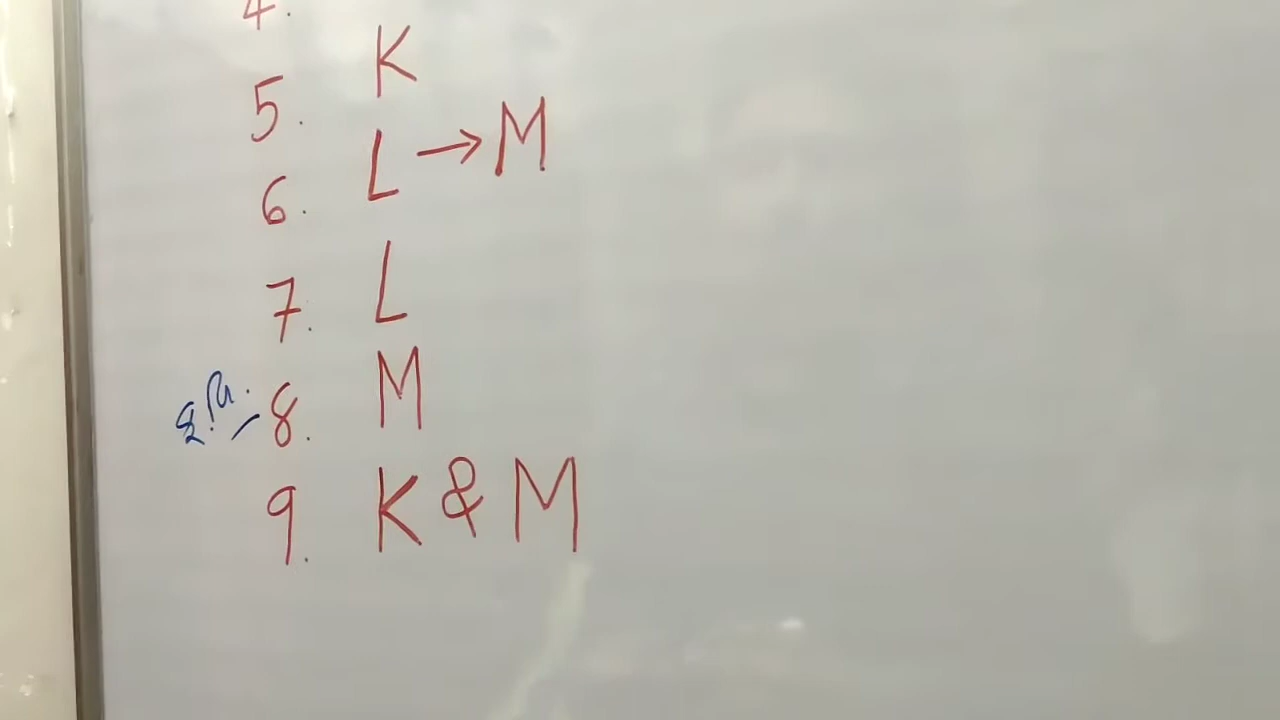 4.
5. K
6. L → M
7. L
8. M
9. K & M